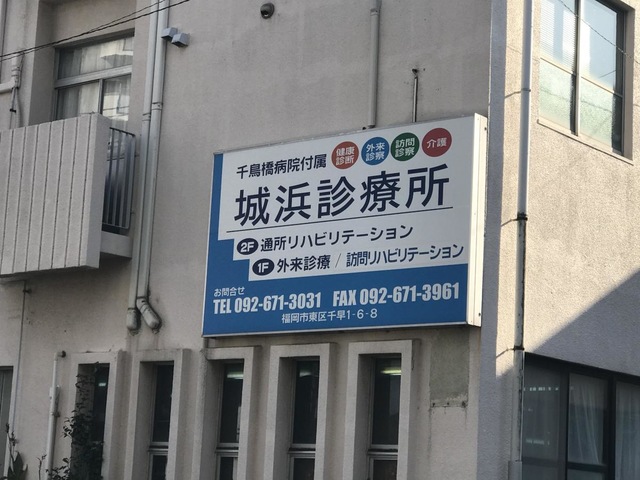 千鳥橋病院付属 健康診断 外来診察 訪問診察 介護
城浜診療所
2F 通所リハビリテーション
1F 外来診療 / 訪問リハビリテーション
お問合せ
TEL 092-671-3031 FAX 092-671-3961
福岡市東区千早1-6-8